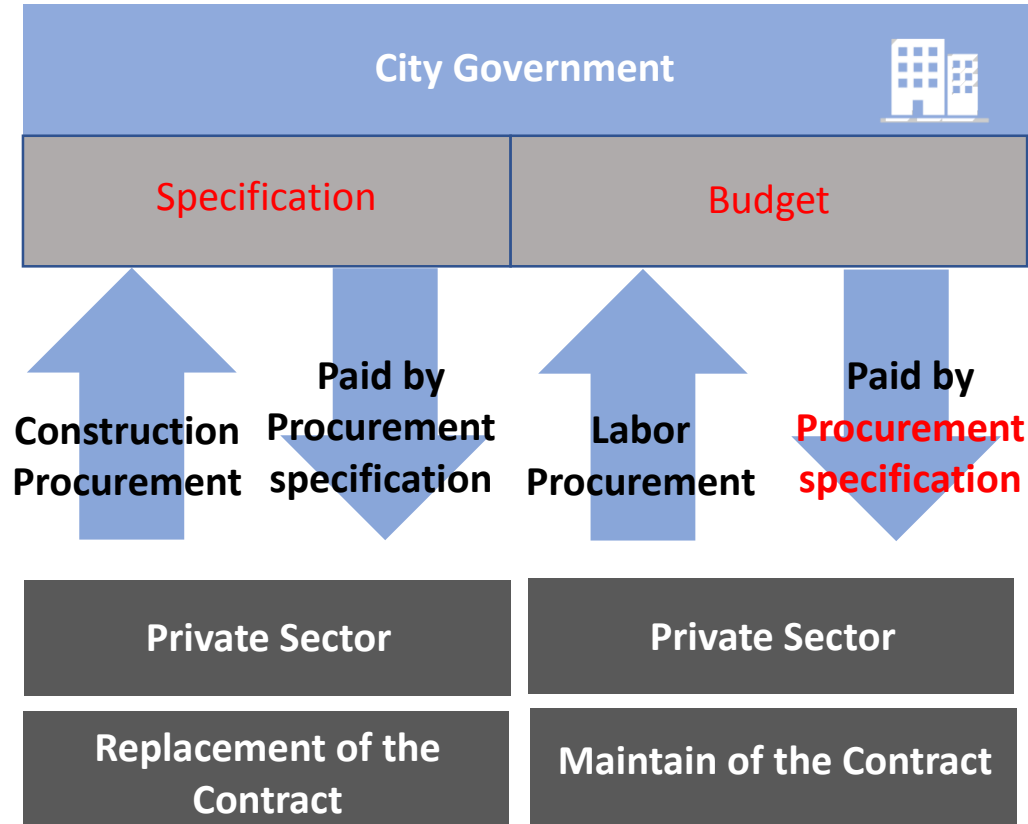 City Government
Specification
Budget
Construction
Procurement
Paid by
Procurement
specification
Labor
Procurement
Paid by
Procurement
specification
Private Sector
Private Sector
Replacement of the
Contract
Maintain of the Contract